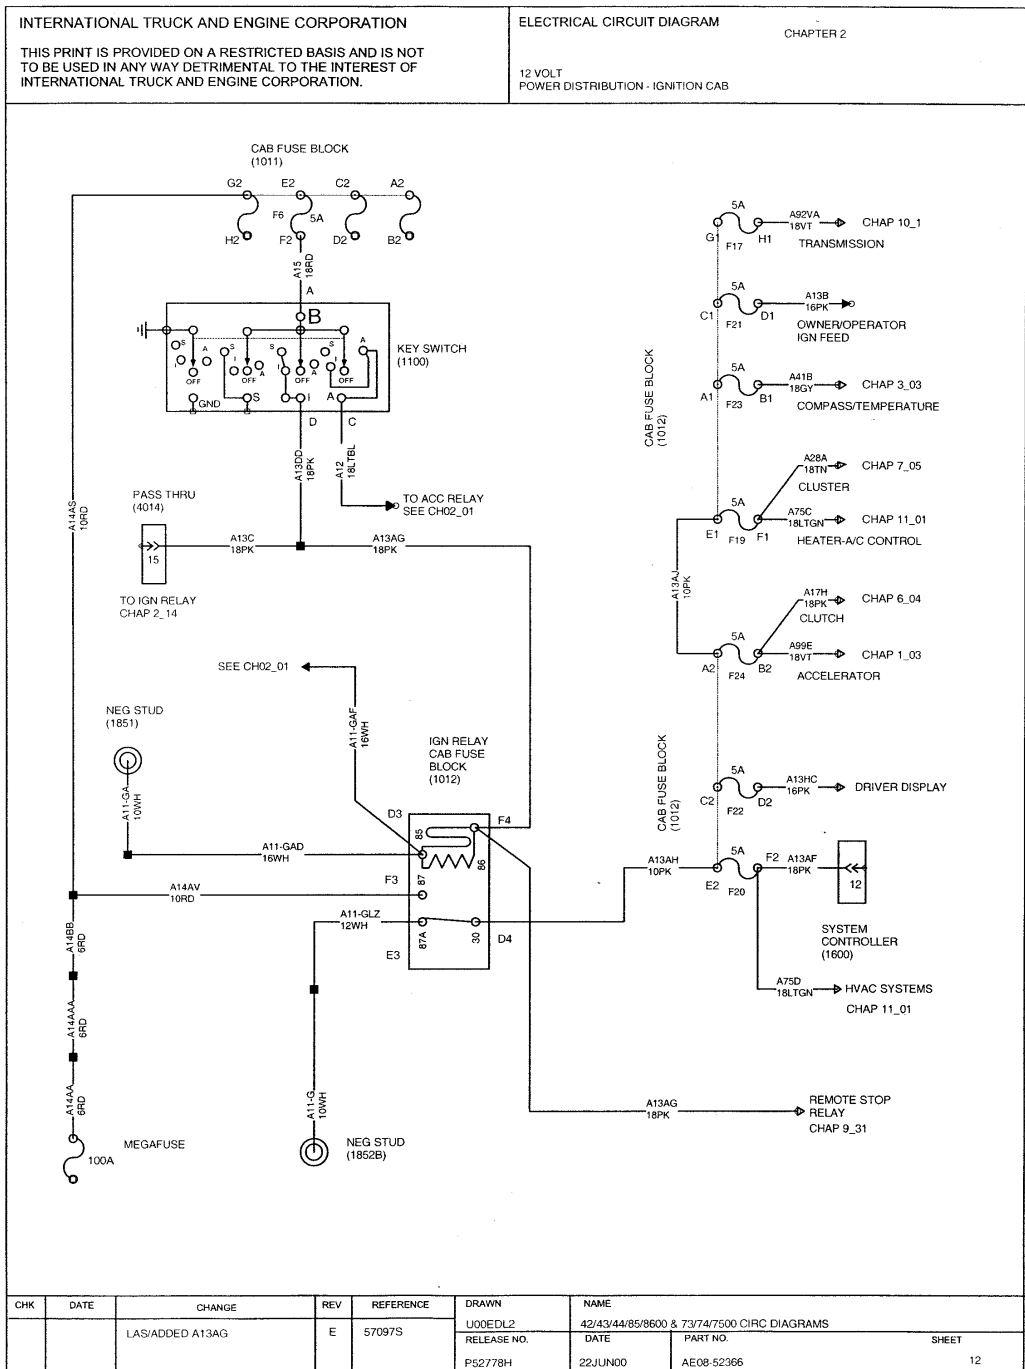 INTERNATIONAL TRUCK AND ENGINE CORPORATION
THIS PRINT IS PROVIDED ON A RESTRICTED BASIS AND IS NOT
TO BE USED IN ANY WAY DETRIMENTAL TO THE INTEREST OF
INTERNATIONAL TRUCK AND ENGINE CORPORATION.
ELECTRICAL CIRCUIT DIAGRAM
CHAPTER 2
12 VOLT
POWER DISTRIBUTION - IGNITION CAB
CAB FUSE BLOCK
(1011)
G2 E2 C2 A2
F6 5A
H2 F2 D2 B2
A15
18RD
A
B
KEY SWITCH
(1100)
S A S S S A
I I I A I
OFF OFF OFF OFF
GND S I A
D C
A13DD
18PK
A12
18LTBL
TO ACC RELAY
SEE CH02_01
A14AS
10RD
PASS THRU
(4014)
15
A13C
18PK
A13AG
18PK
TO IGN RELAY
CHAP 2_14
SEE CH02_01
A11-GAF
16WH
NEG STUD
(1851)
A11-GA
10WH
IGN RELAY
CAB FUSE
BLOCK
(1012)
D3
F4
85
86
A11-GAD
16WH
F3
87
A14AV
10RD
A11-GLZ
12WH
87A
30
E3
D4
A14BB
6RD
A14AAA
6RD
A14AA
6RD
MEGAFUSE
100A
A11-G
10WH
NEG STUD
(1852B)
5A
G1 F17 H1
A92VA
18VT
CHAP 10_1
TRANSMISSION
5A
C1 F21 D1
A13B
16PK
OWNER/OPERATOR
IGN FEED
CAB FUSE BLOCK
(1012)
5A
A1 F23 B1
A41B
18GY
CHAP 3_03
COMPASS/TEMPERATURE
A28A
18TN
CHAP 7_05
CLUSTER
5A
E1 F19 F1
A75C
18LTGN
CHAP 11_01
HEATER-A/C CONTROL
A13AJ
10PK
A17H
18PK
CHAP 6_04
CLUTCH
5A
A2 F24 B2
A99E
18VT
CHAP 1_03
ACCELERATOR
CAB FUSE BLOCK
(1012)
5A
C2 F22 D2
A13HC
16PK
DRIVER DISPLAY
A13AH
10PK
5A
E2 F20 F2
A13AF
18PK
12
SYSTEM
CONTROLLER
(1600)
A75D
18LTGN
HVAC SYSTEMS
CHAP 11_01
A13AG
18PK
REMOTE STOP
RELAY
CHAP 9_31
CHK DATE CHANGE REV REFERENCE
LAS/ADDED A13AG E 57097S
DRAWN
U00EDL2
RELEASE NO.
P52778H
NAME
42/43/44/85/8600 & 73/74/7500 CIRC DIAGRAMS
DATE
22JUN00
PART NO.
AE08-52366
SHEET
12